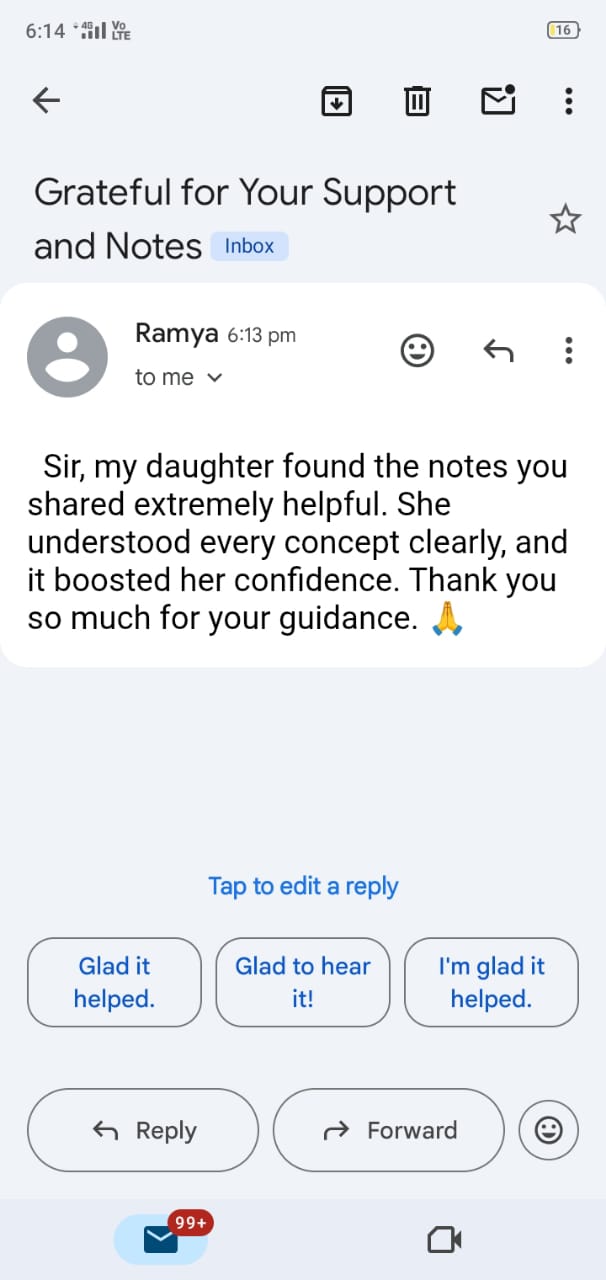 6:14 4G Vo LTE 16
Grateful for Your Support
and Notes Inbox
Ramya 6:13 pm
to me
Sir, my daughter found the notes you
shared extremely helpful. She
understood every concept clearly, and
it boosted her confidence. Thank you
so much for your guidance. 🙏
Tap to edit a reply
Glad it
helped.
Glad to hear
it!
I'm glad it
helped.
Reply
Forward
99+